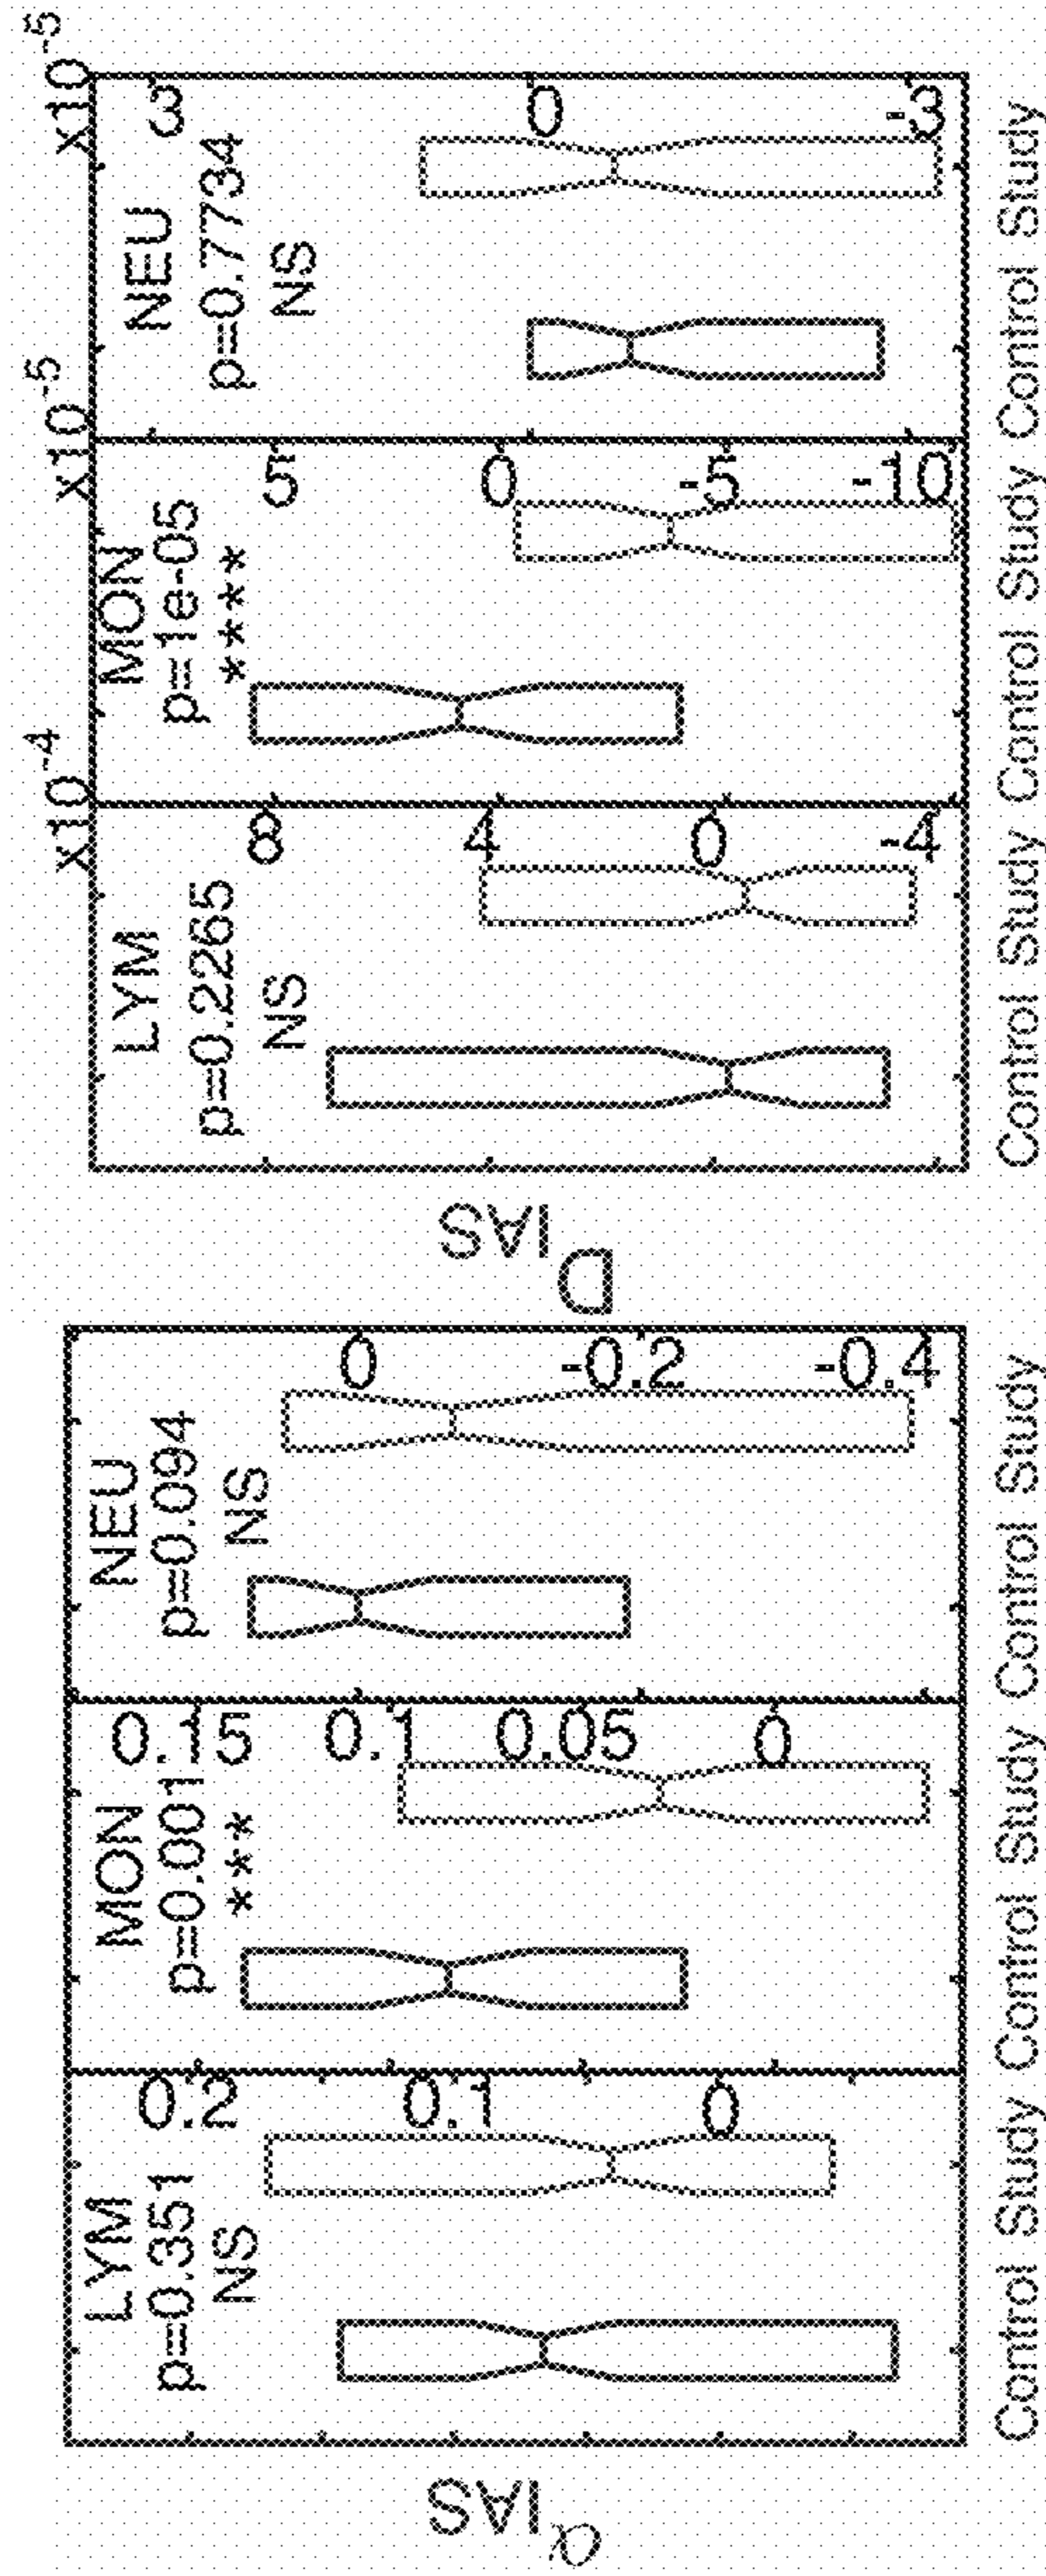 α IAS
LYM
p=0.351
NS
0.2
0.1
0
MON
p=0.001
***
0.15
0.1
0.05
0
NEU
p=0.094
NS
0
-0.2
-0.4
Control Study Control Study Control Study
D IAS
x10-4
LYM
p=0.2265
NS
8
4
0
-4
x10-5
MON
p=1e-05
****
5
0
-5
-10
x10-5
NEU
p=0.7734
NS
3
0
-3
Control Study Control Study Control Study